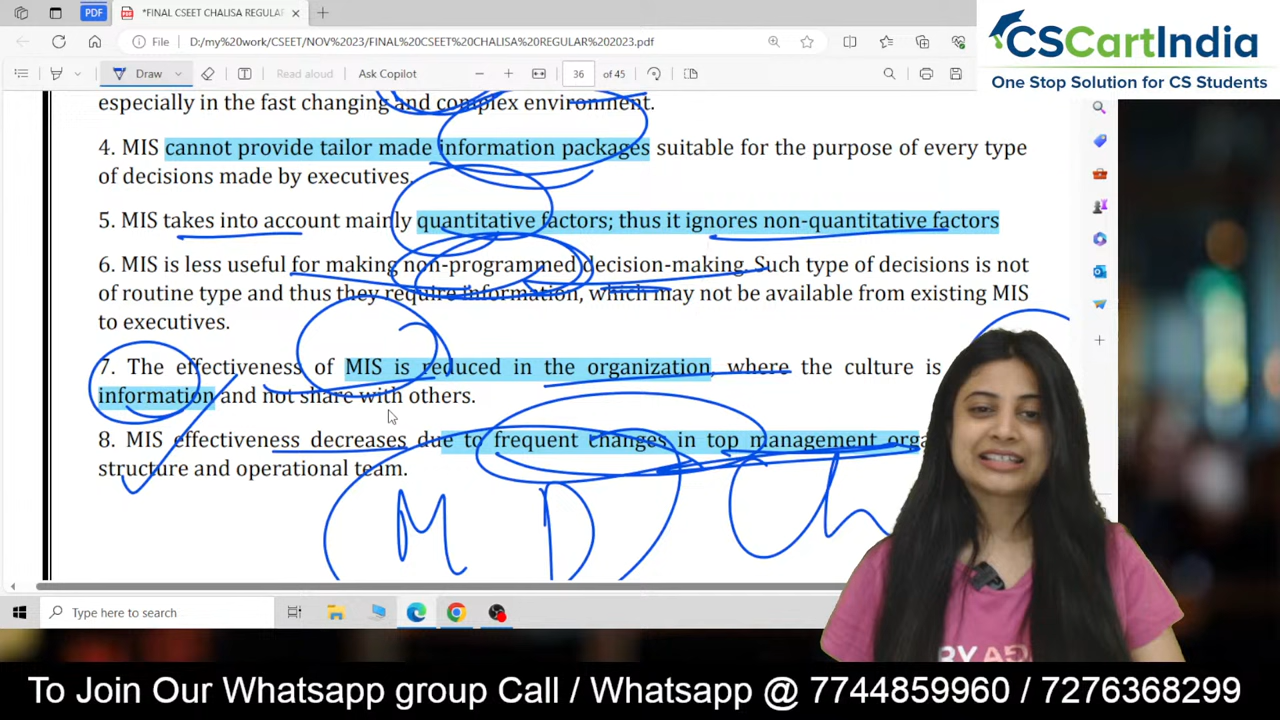 *FINAL CSEET CHALISA REGULAR
File D:/my%20work/CSEET/NOV%2023/FINAL%20CSEET%20CHALISA%20REGULAR%202023.pdf
CSCartIndia
One Stop Solution for CS Students
Draw Read aloud Ask Copilot 36 of 45
especially in the fast changing and complex environment.
4. MIS cannot provide tailor made information packages suitable for the purpose of every type
of decisions made by executives.
5. MIS takes into account mainly quantitative factors; thus it ignores non-quantitative factors
6. MIS is less useful for making non-programmed decision-making. Such type of decisions is not
of routine type and thus they require information, which may not be available from existing MIS
to executives.
7. The effectiveness of MIS is reduced in the organization, where the culture is
information and not share with others.
8. MIS effectiveness decreases due to frequent changes in top management
structure and operational team.
M D Ch
Type here to search
To Join Our Whatsapp group Call / Whatsapp @ 7744859960 / 7276368299